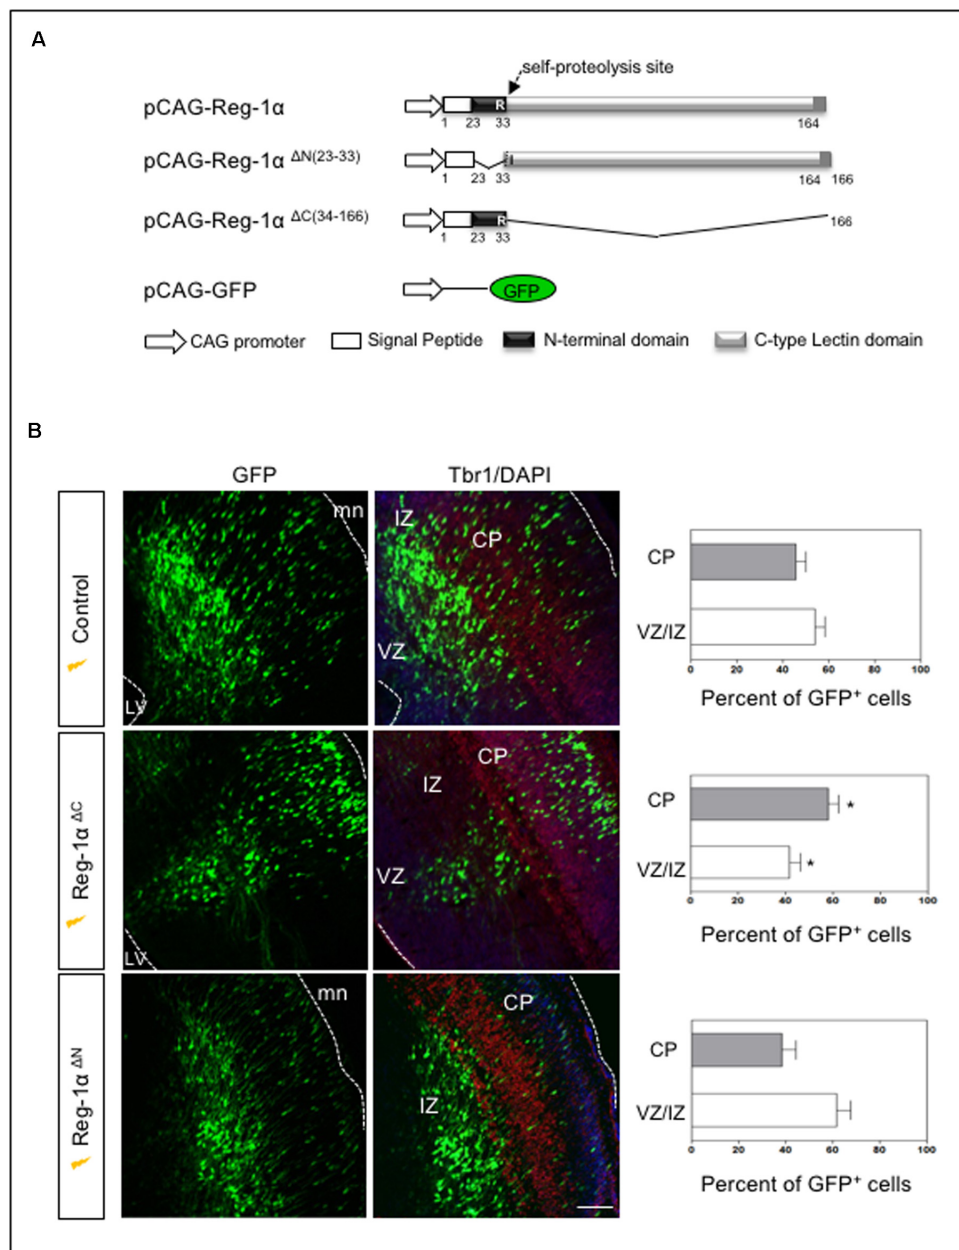 A
self-proteolysis site
pCAG-Reg-1α
R
1 23 33 164
pCAG-Reg-1α ΔN(23-33)
1 23 33 164 166
pCAG-Reg-1α ΔC(34-166)
R
1 23 33 166
pCAG-GFP
GFP
CAG promoter Signal Peptide N-terminal domain C-type Lectin domain
B
GFP Tbr1/DAPI
Control
mn
LV
IZ
CP
VZ
CP
VZ/IZ
0 20 40 60 80 100
Percent of GFP+ cells
Reg-1α ΔC
LV
CP
IZ
VZ
CP *
VZ/IZ *
0 20 40 60 80 100
Percent of GFP+ cells
Reg-1α ΔN
mn
CP
IZ
CP
VZ/IZ
0 20 40 60 80 100
Percent of GFP+ cells